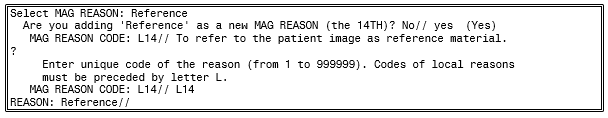 Select MAG REASON: Reference
Are you adding 'Reference' as a new MAG REASON (the 14TH)? No// yes (Yes)
MAG REASON CODE: L14// To refer to the patient image as reference material.
?
Enter unique code of the reason (from 1 to 999999). Codes of local reasons
must be preceded by letter L.
MAG REASON CODE: L14// L14
REASON: Reference//